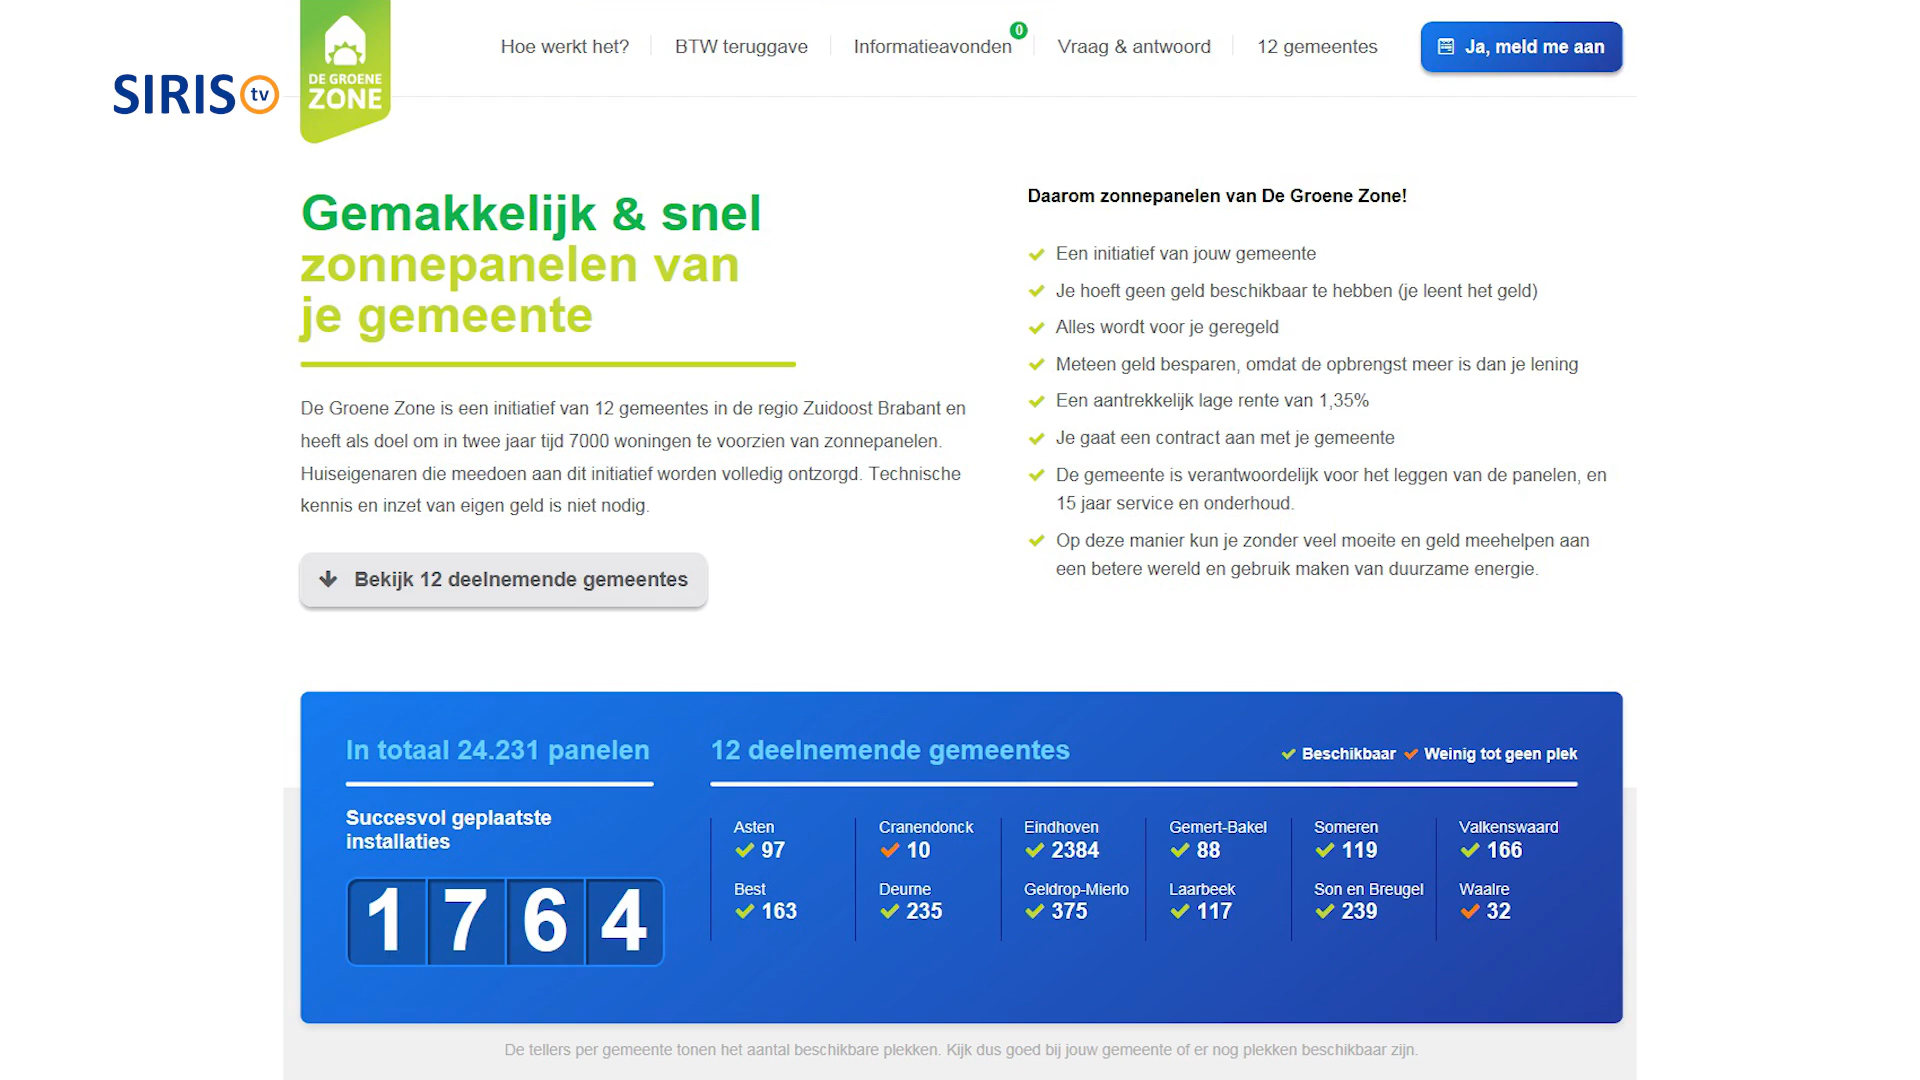 SIRIS tv
DE GROENE
ZONE
Hoe werkt het?
BTW teruggave
Informatieavonden
0
Vraag & antwoord
12 gemeentes
Ja, meld me aan
Gemakkelijk & snel
zonnepanelen van
je gemeente
De Groene Zone is een initiatief van 12 gemeentes in de regio Zuidoost Brabant en
heeft als doel om in twee jaar tijd 7000 woningen te voorzien van zonnepanelen.
Huiseigenaren die meedoen aan dit initiatief worden volledig ontzorgd. Technische
kennis en inzet van eigen geld is niet nodig.
Bekijk 12 deelnemende gemeentes
Daarom zonnepanelen van De Groene Zone!
Een initiatief van jouw gemeente
Je hoeft geen geld beschikbaar te hebben (je leent het geld)
Alles wordt voor je geregeld
Meteen geld besparen, omdat de opbrengst meer is dan je lening
Een aantrekkelijk lage rente van 1,35%
Je gaat een contract aan met je gemeente
De gemeente is verantwoordelijk voor het leggen van de panelen, en
15 jaar service en onderhoud.
Op deze manier kun je zonder veel moeite en geld meehelpen aan
een betere wereld en gebruik maken van duurzame energie.
In totaal 24.231 panelen
Succesvol geplaatste
installaties
1764
12 deelnemende gemeentes
Beschikbaar
Weinig tot geen plek
Asten
97
Cranendonck
10
Eindhoven
2384
Gemert-Bakel
88
Someren
119
Valkenswaard
166
Best
163
Deurne
235
Geldrop-Mierlo
375
Laarbeek
117
Son en Breugel
239
Waalre
32
De tellers per gemeente tonen het aantal beschikbare plekken. Kijk dus goed bij jouw gemeente of er nog plekken beschikbaar zijn.